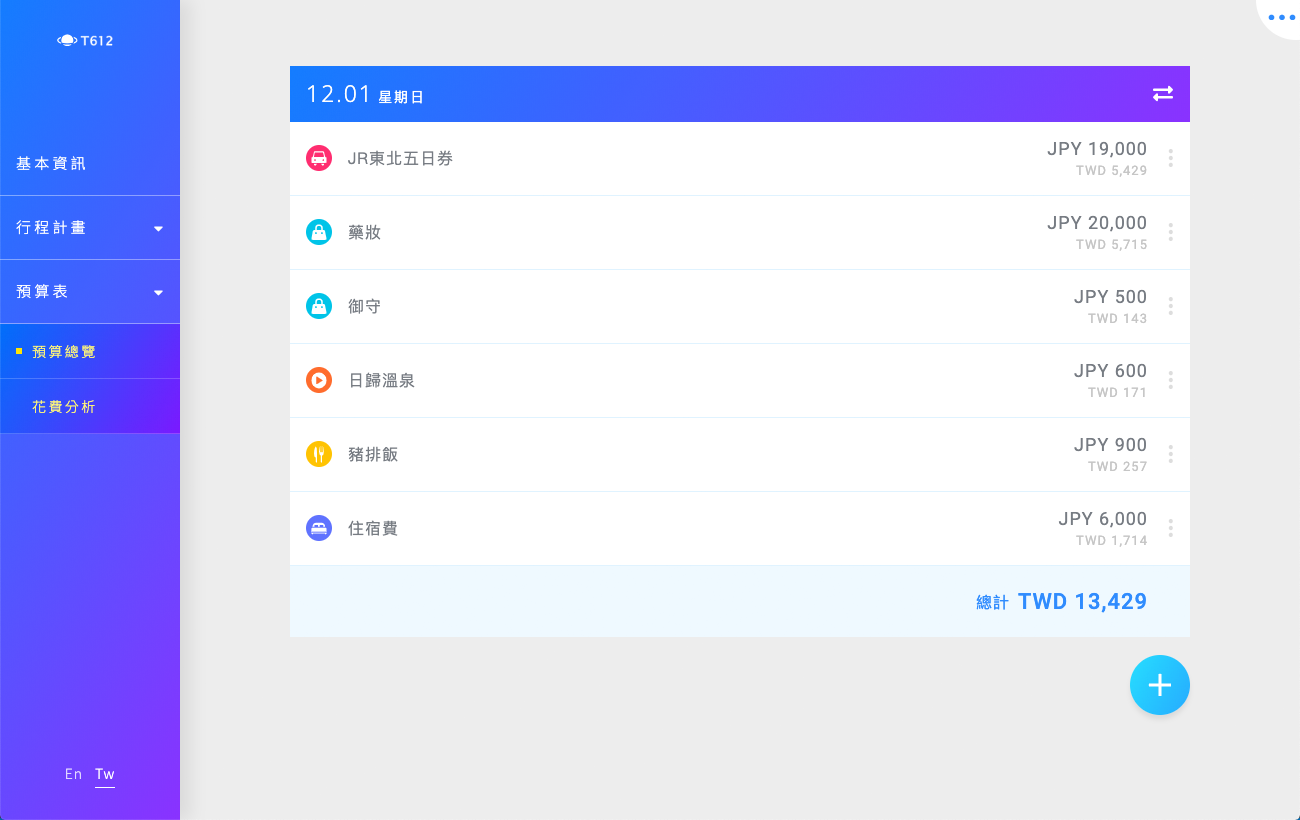 T612
基本資訊
行程計畫
預算表
預算總覽
花費分析
En Tw
12.01 星期日
JR東北五日券
JPY 19,000
TWD 5,429
藥妝
JPY 20,000
TWD 5,715
御守
JPY 500
TWD 143
日歸溫泉
JPY 600
TWD 171
豬排飯
JPY 900
TWD 257
住宿費
JPY 6,000
TWD 1,714
總計 TWD 13,429